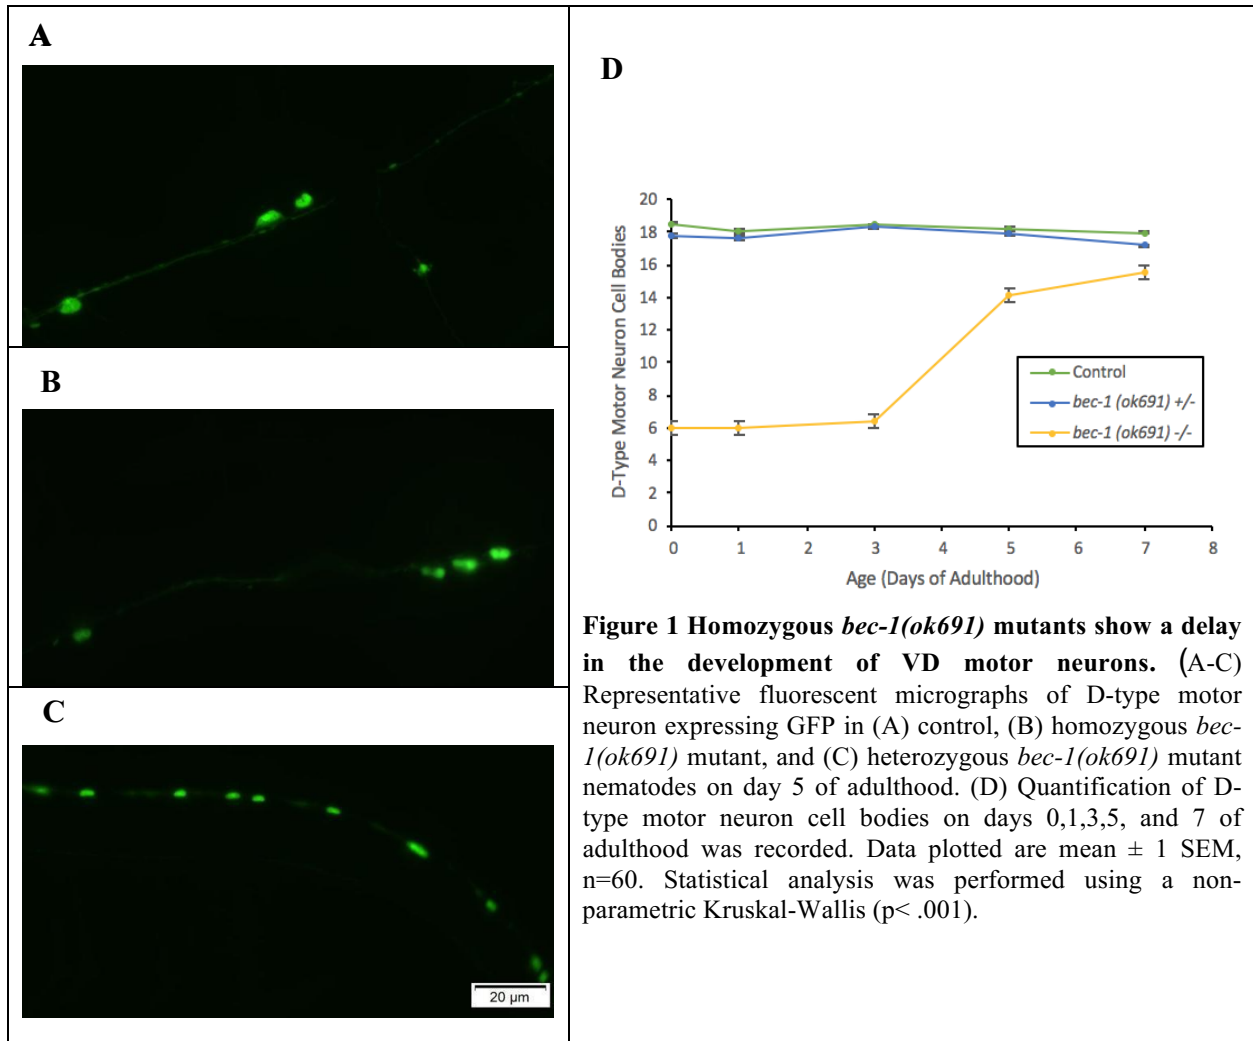 A
B
C
20 µm
D
20
18
16
14
12
10
8
6
4
2
0
D-Type Motor Neuron Cell Bodies
0 1 2 3 4 5 6 7 8
Age (Days of Adulthood)
Control
bec-1 (ok691) +/-
bec-1 (ok691) -/-
Figure 1 Homozygous bec-1(ok691) mutants show a delay
in the development of VD motor neurons. (A-C)
Representative fluorescent micrographs of D-type motor
neuron expressing GFP in (A) control, (B) homozygous bec-
1(ok691) mutant, and (C) heterozygous bec-1(ok691) mutant
nematodes on day 5 of adulthood. (D) Quantification of D-
type motor neuron cell bodies on days 0,1,3,5, and 7 of
adulthood was recorded. Data plotted are mean ± 1 SEM,
n=60. Statistical analysis was performed using a non-
parametric Kruskal-Wallis (p< .001).